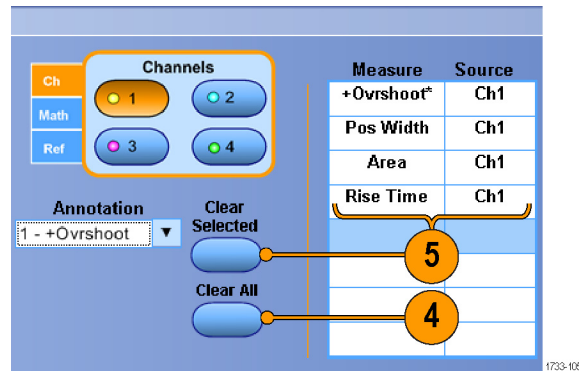 Ch
Math
Ref
Channels
1
2
3
4
Annotation
1 - +Ovrshoot
Clear
Selected
Clear All
Measure Source
+Ovrshoot* Ch1
Pos Width Ch1
Area Ch1
Rise Time Ch1
5
4